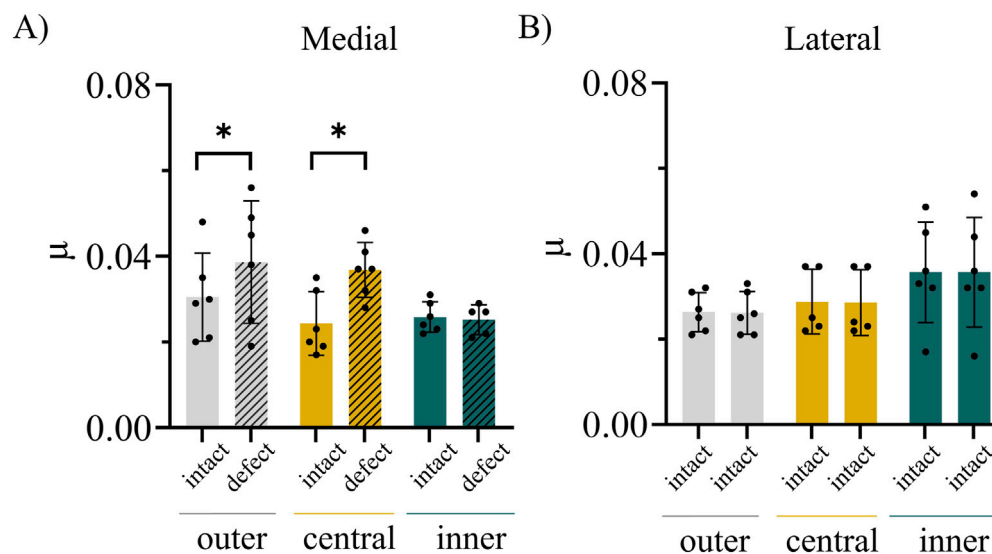 A)
Medial
0.08
0.04
0.00
μ
* *
intact defect intact defect intact defect
outer central inner
B)
Lateral
0.08
0.04
0.00
μ
intact intact intact intact intact intact
outer central inner